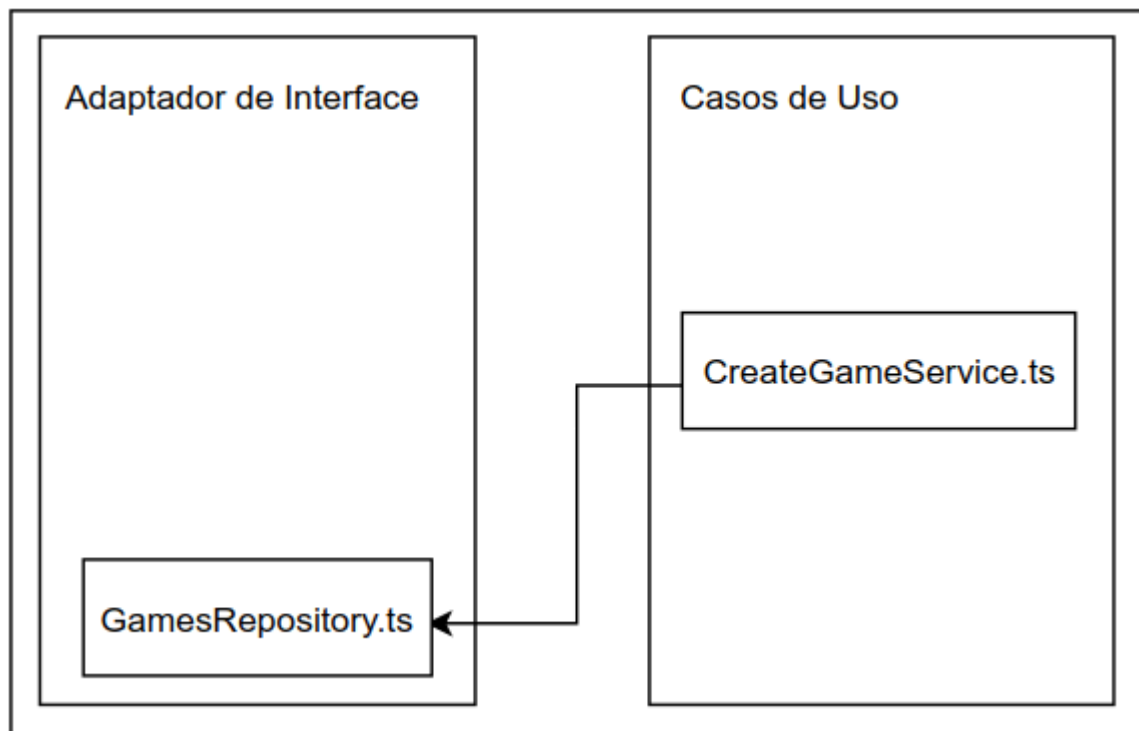 Adaptador de Interface
Casos de Uso
CreateGameService.ts
GamesRepository.ts